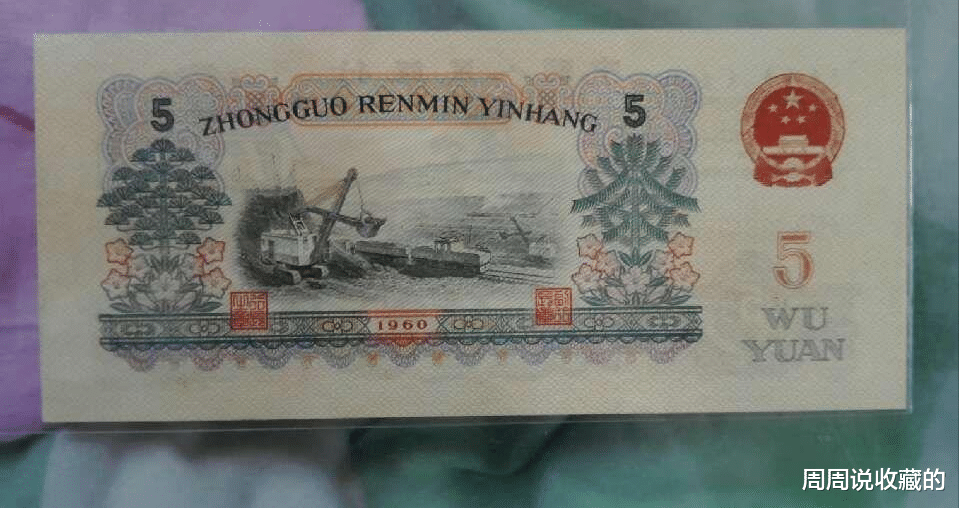 5
ZHONGGUO RENMIN YINHANG
5
5
WU
YUAN
1960
周周说收藏的